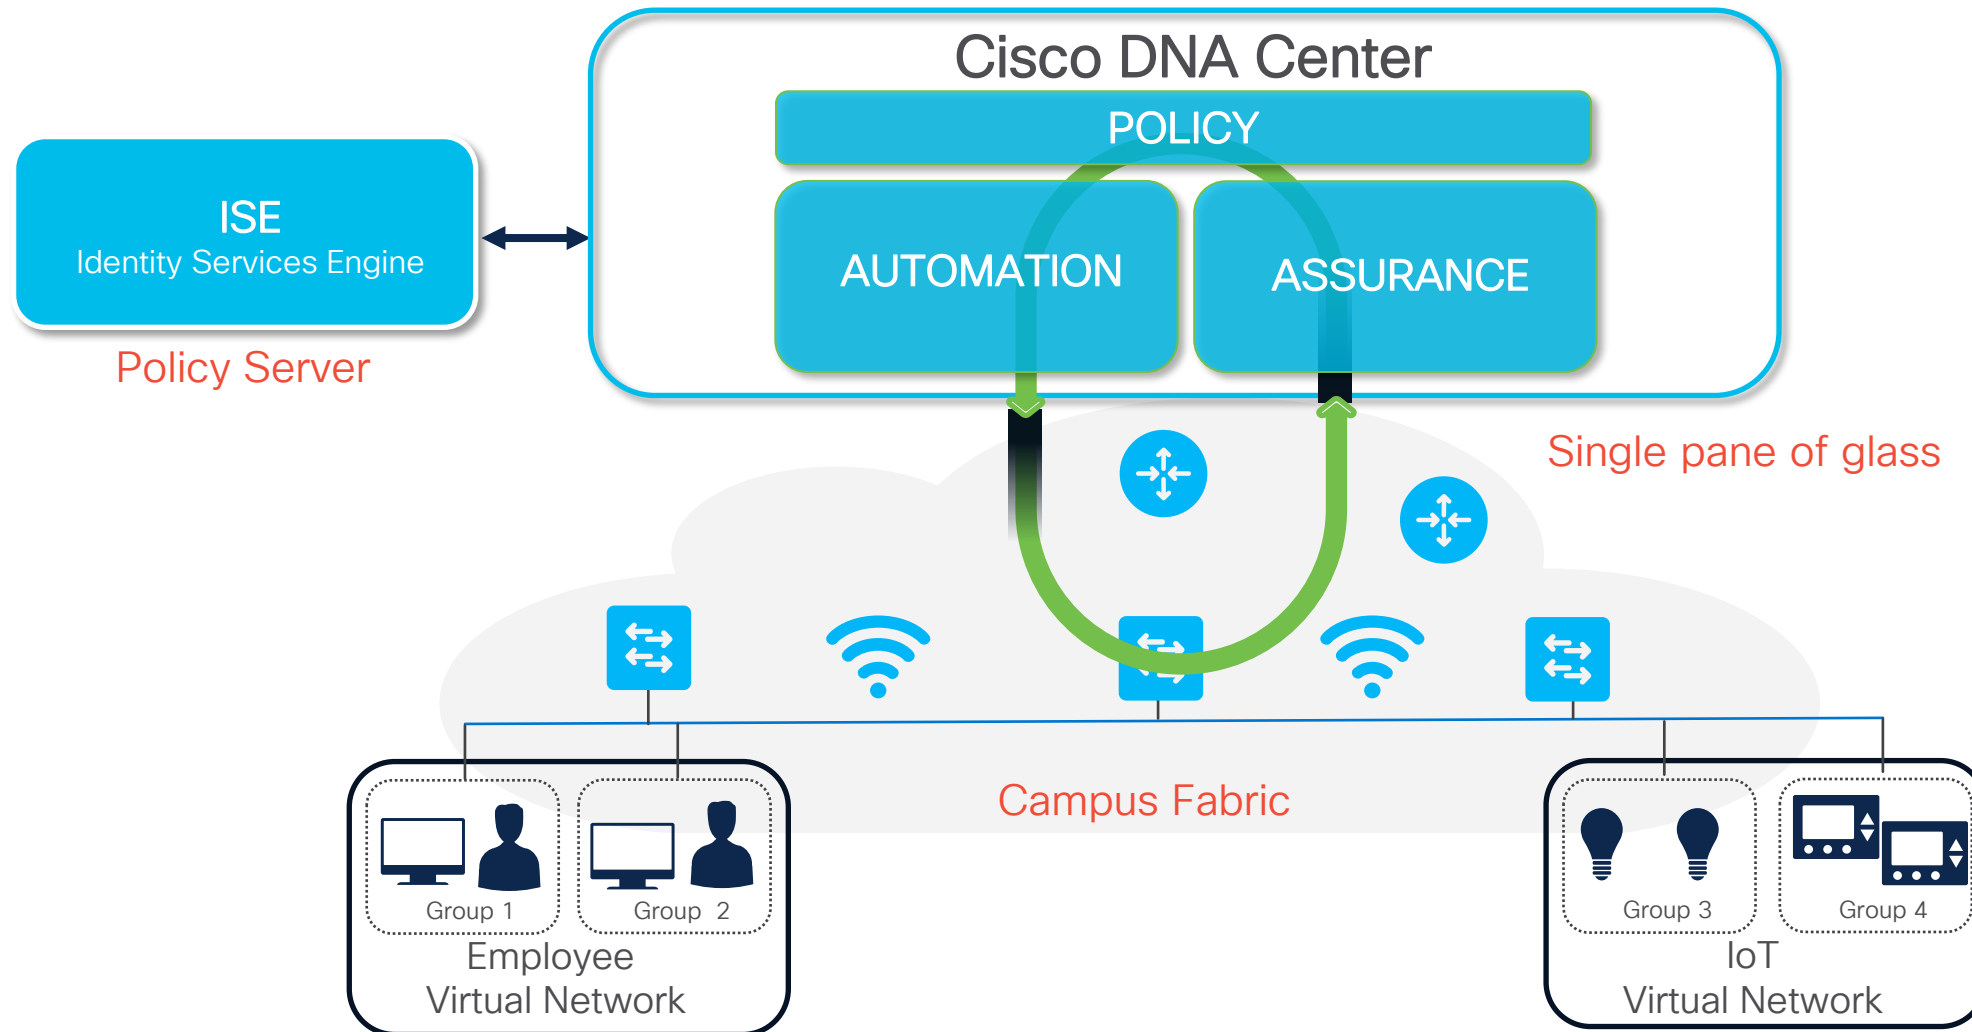 Cisco DNA Center
POLICY
ISE
Identity Services Engine
AUTOMATION
ASSURANCE
Policy Server
Single pane of glass
Campus Fabric
Group 1
Group 2
Employee
Virtual Network
Group 3
Group 4
IoT
Virtual Network